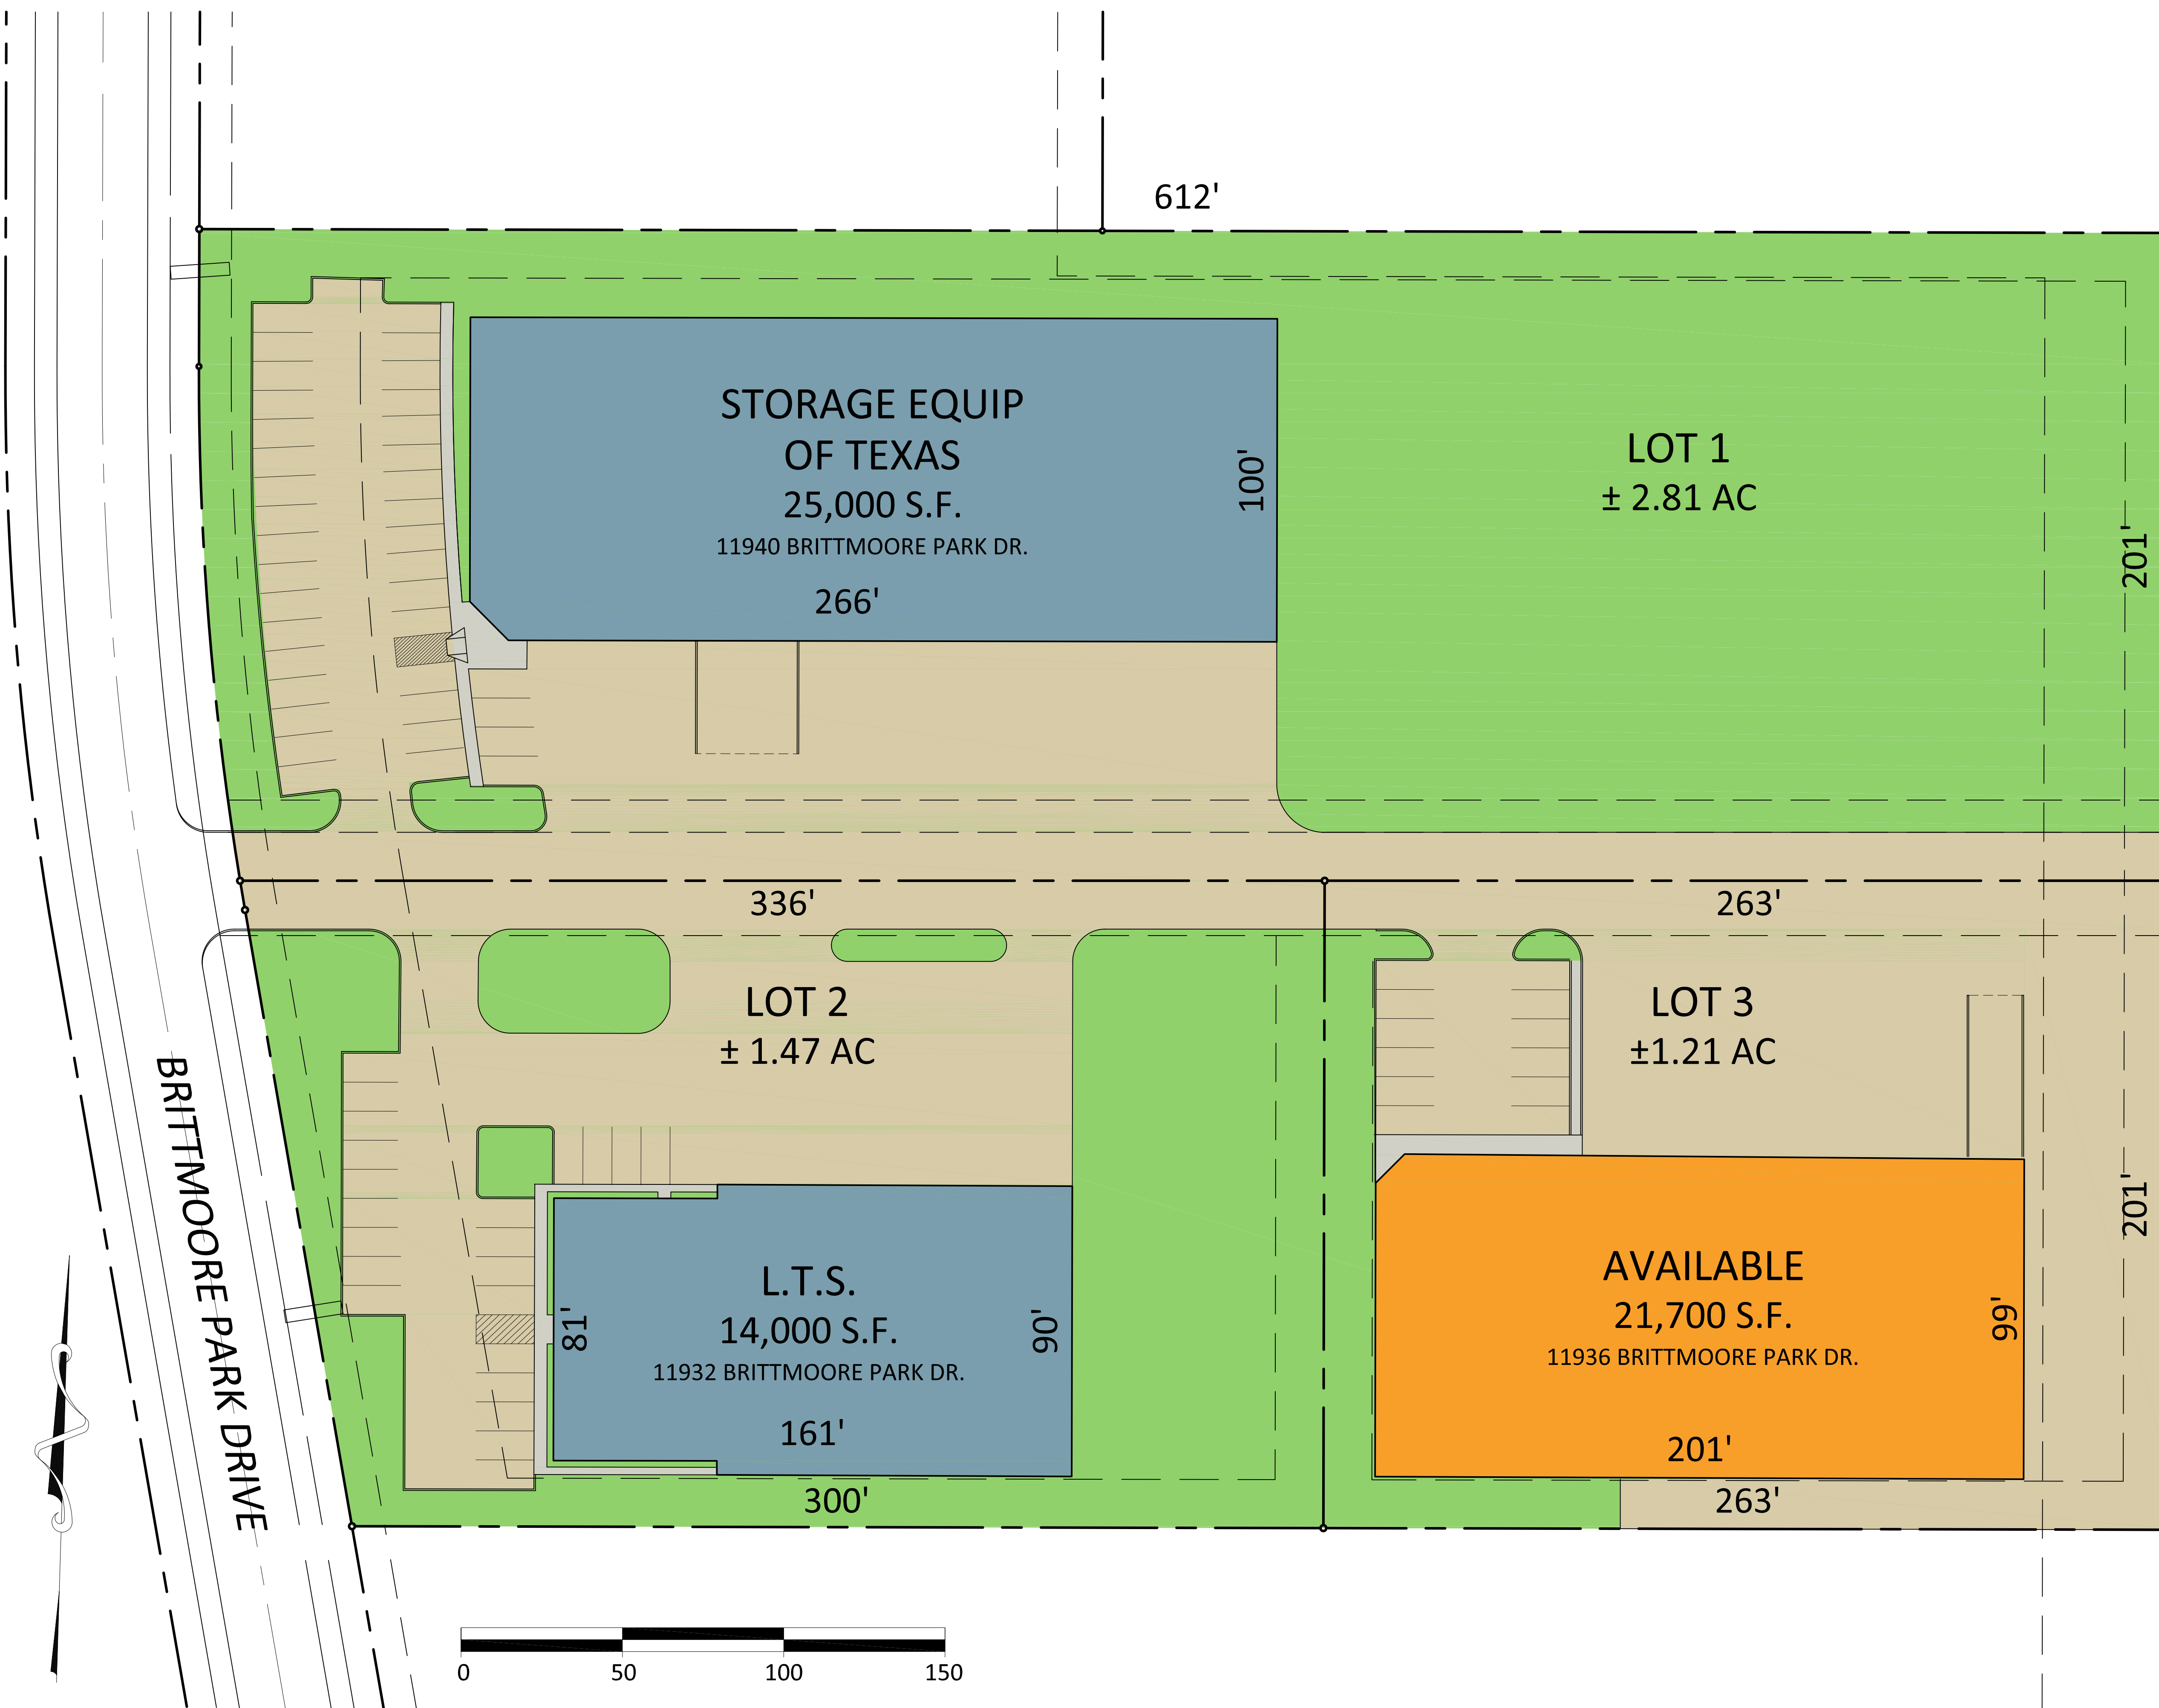 612'
STORAGE EQUIP
OF TEXAS
25,000 S.F.
11940 BRITTMOORE PARK DR.
266'
100'
LOT 1
± 2.81 AC
201'
336'
263'
LOT 2
± 1.47 AC
LOT 3
±1.21 AC
BRITTMOORE PARK DRIVE
L.T.S.
14,000 S.F.
11932 BRITTMOORE PARK DR.
81'
90'
161'
300'
AVAILABLE
21,700 S.F.
11936 BRITTMOORE PARK DR.
99'
201'
201'
263'
0 50 100 150